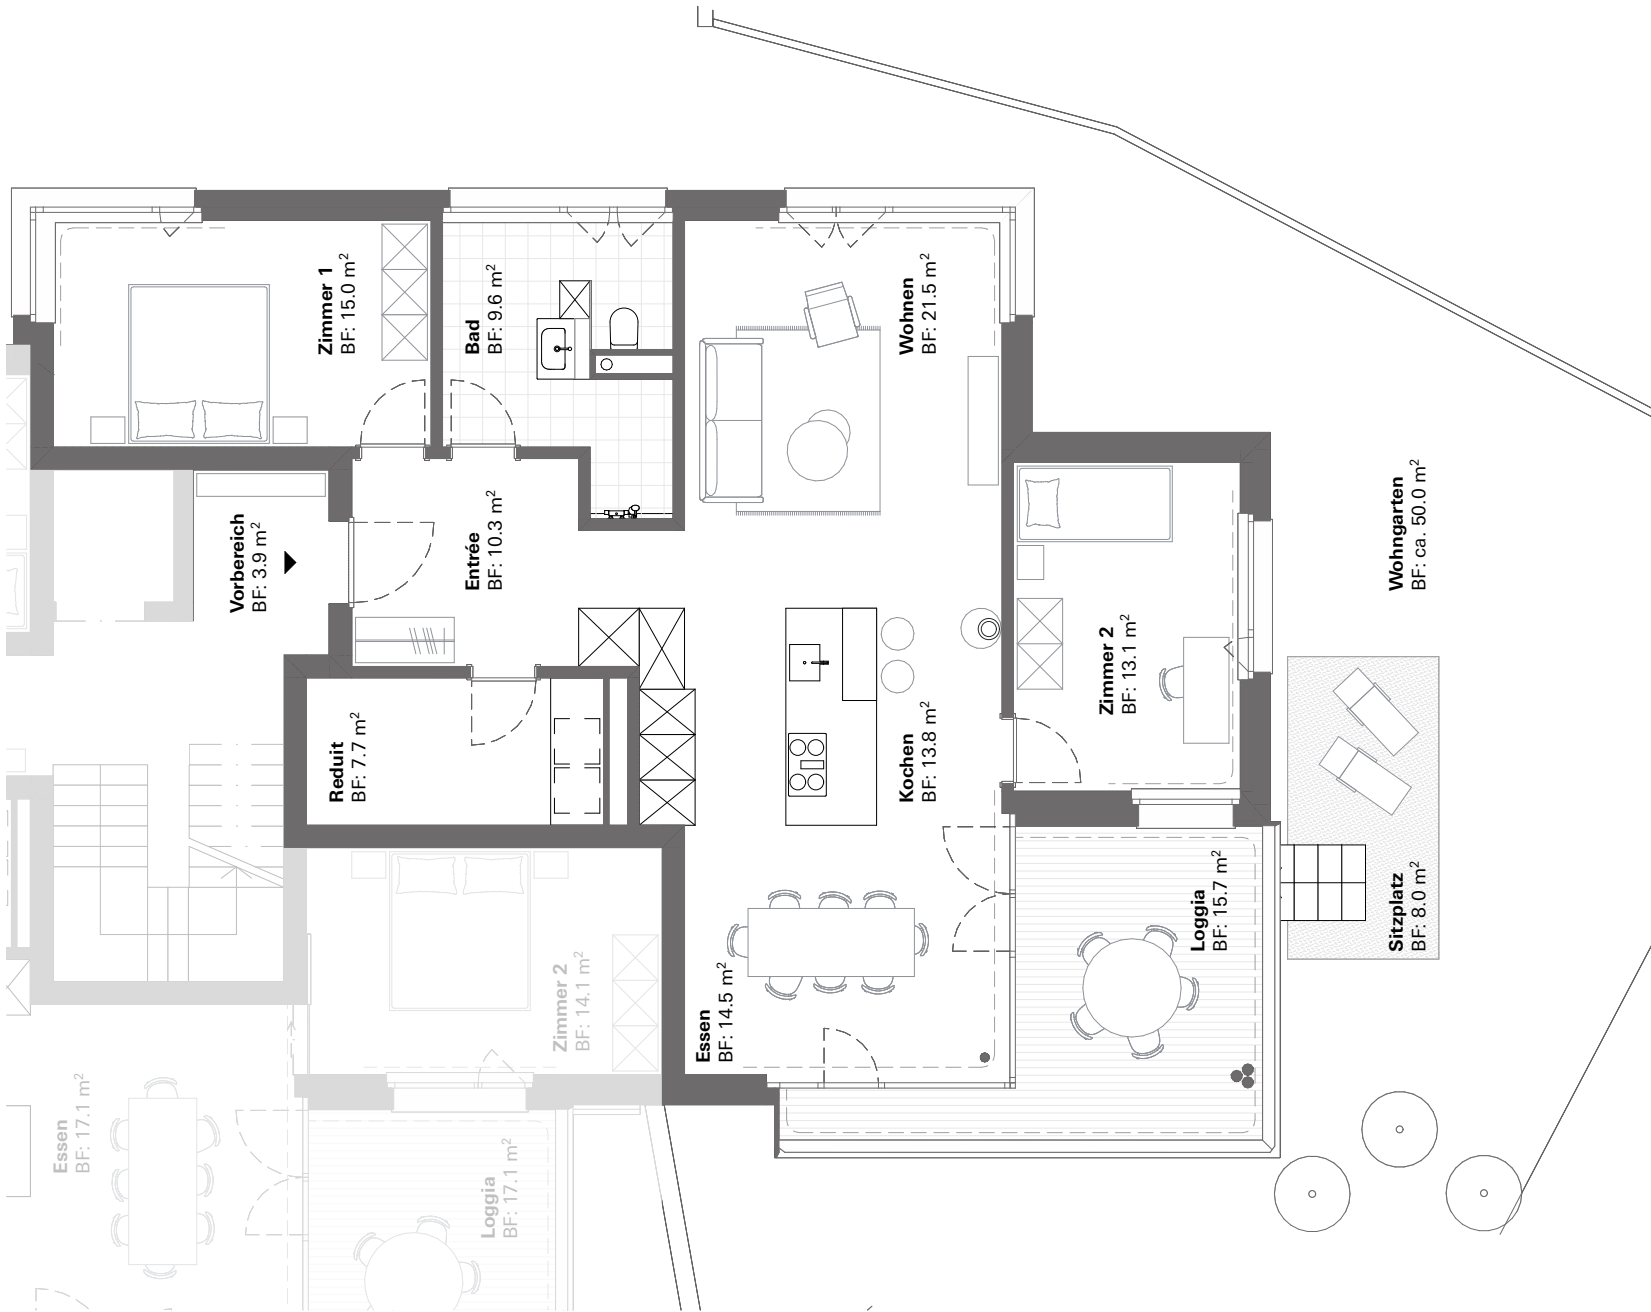 Zimmer 1
BF: 15.0 m²
Bad
BF: 9.6 m²
Wohnen
BF: 21.5 m²
Vorbereich
BF: 3.9 m²
Entrée
BF: 10.3 m²
Wohngarten
BF: ca. 50.0 m²
Reduit
BF: 7.7 m²
Kochen
BF: 13.8 m²
Zimmer 2
BF: 13.1 m²
Essen
BF: 14.5 m²
Loggia
BF: 15.7 m²
Sitzplatz
BF: 8.0 m²
Zimmer 2
BF: 14.1 m²
Essen
BF: 17.1 m²
Loggia
BF: 17.1 m²